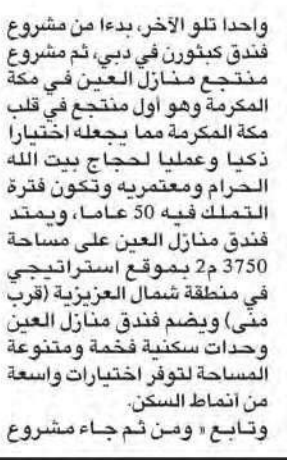 واحدا تلو الآخر، بدءا من مشروع
فندق كبثورن في دبي، ثم مشروع
منتجع منازل العين في مكة
المكرمة وهو أول منتجع في قلب
مكة المكرمة مما يجعله اختيارا
ذكيا وعمليا لحجاج بيت الله
الحرام ومعتمريه وتكون فترة
التملك فيه 50 عاما، ويمتد
فندق منازل العين على مساحة
3750 م2 بموقع استراتيجي
في منطقة شمال العزيزية (قرب
منى) ويضم فندق منازل العين
وحدات سكنية فخمة ومتنوعة
المساحة لتوفر اختيارات واسعة
من أنماط السكن.
وتابع « ومن ثم جاء مشروع